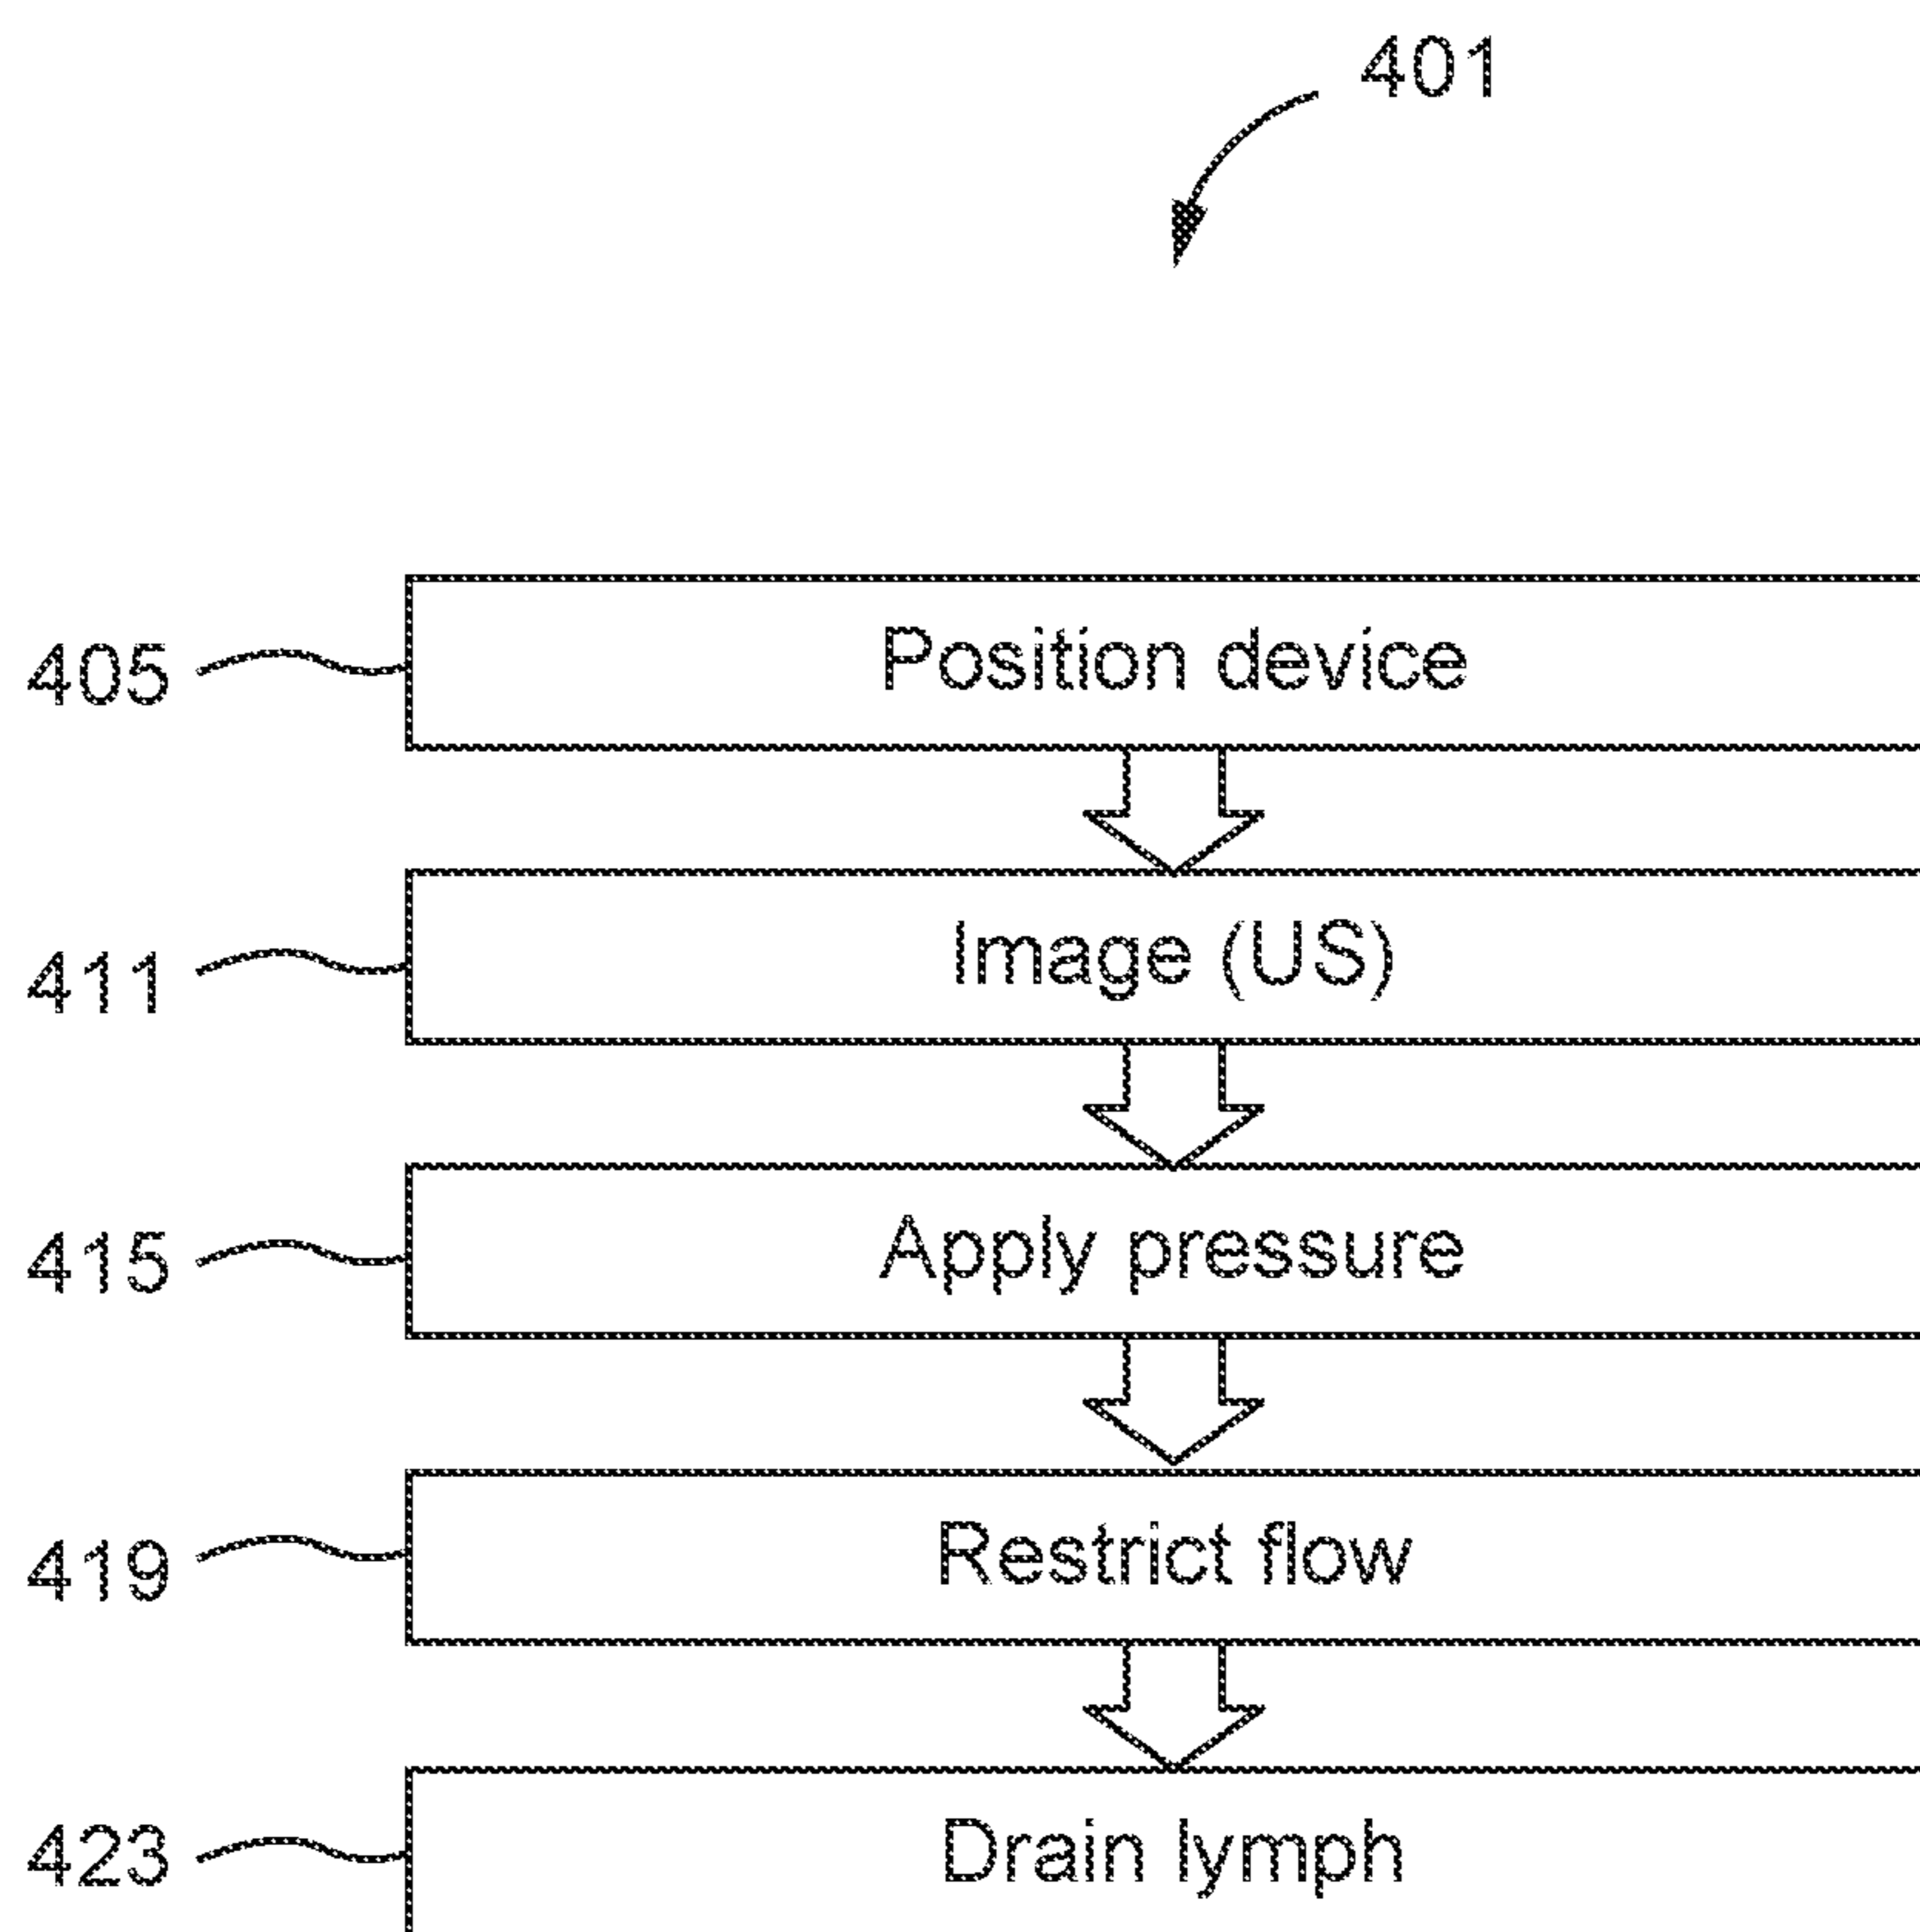 401
405 Position device
411 Image (US)
415 Apply pressure
419 Restrict flow
423 Drain lymph